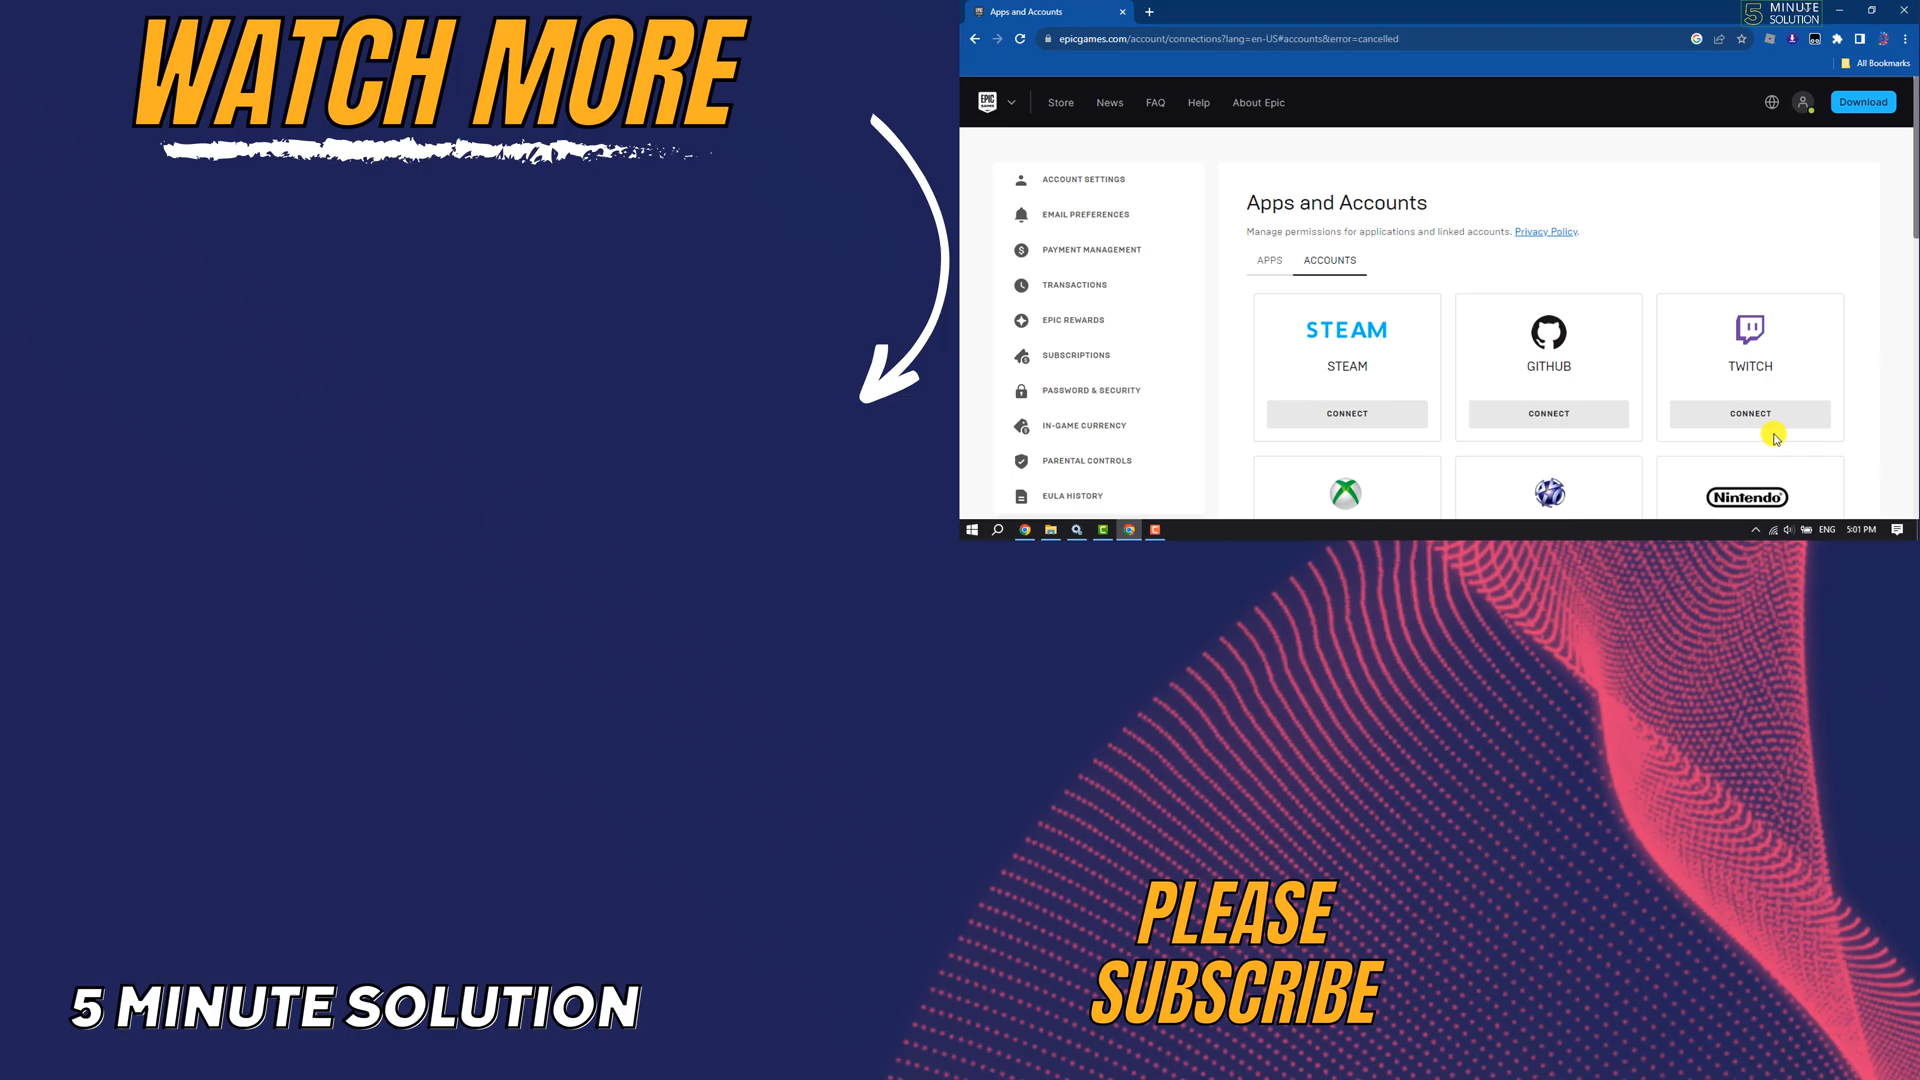 WATCH MORE
Apps and Accounts
5 MINUTE
SOLUTION
epicgames.com/account/connections?lang=en-US#accounts&error=cancelled
All Bookmarks
EPIC
GAMES
Store
News
FAQ
Help
About Epic
Download
ACCOUNT SETTINGS
EMAIL PREFERENCES
PAYMENT MANAGEMENT
TRANSACTIONS
EPIC REWARDS
SUBSCRIPTIONS
PASSWORD & SECURITY
IN-GAME CURRENCY
PARENTAL CONTROLS
EULA HISTORY
Apps and Accounts
Manage permissions for applications and linked accounts. Privacy Policy.
APPS
ACCOUNTS
STEAM
STEAM
CONNECT
GITHUB
CONNECT
TWITCH
CONNECT
Nintendo
ENG
5:01 PM
PLEASE
SUBSCRIBE
5 MINUTE SOLUTION